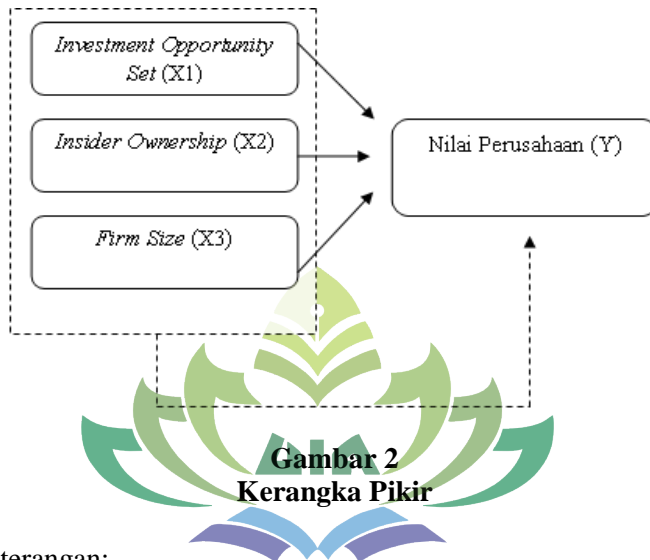 Investment Opportunity
Set (X1)
Insider Ownership (X2)
Nilai Perusahaan (Y)
Firm Size (X3)
Gambar 2
Kerangka Pikir